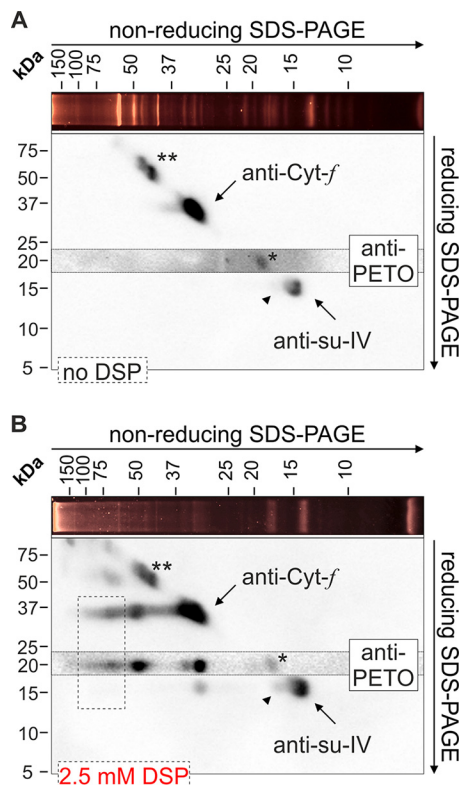 A
non-reducing SDS-PAGE
kDa
150 100 75 50 37 25 20 15 10
75
50
37
25
20
15
10
5
**
anti-Cyt-f
*
anti-
PETO
anti-su-IV
no DSP
reducing SDS-PAGE
B
non-reducing SDS-PAGE
kDa
150 100 75 50 37 25 20 15 10
75
50
37
25
20
15
10
5
**
anti-Cyt-f
*
anti-
PETO
anti-su-IV
2.5 mM DSP
reducing SDS-PAGE